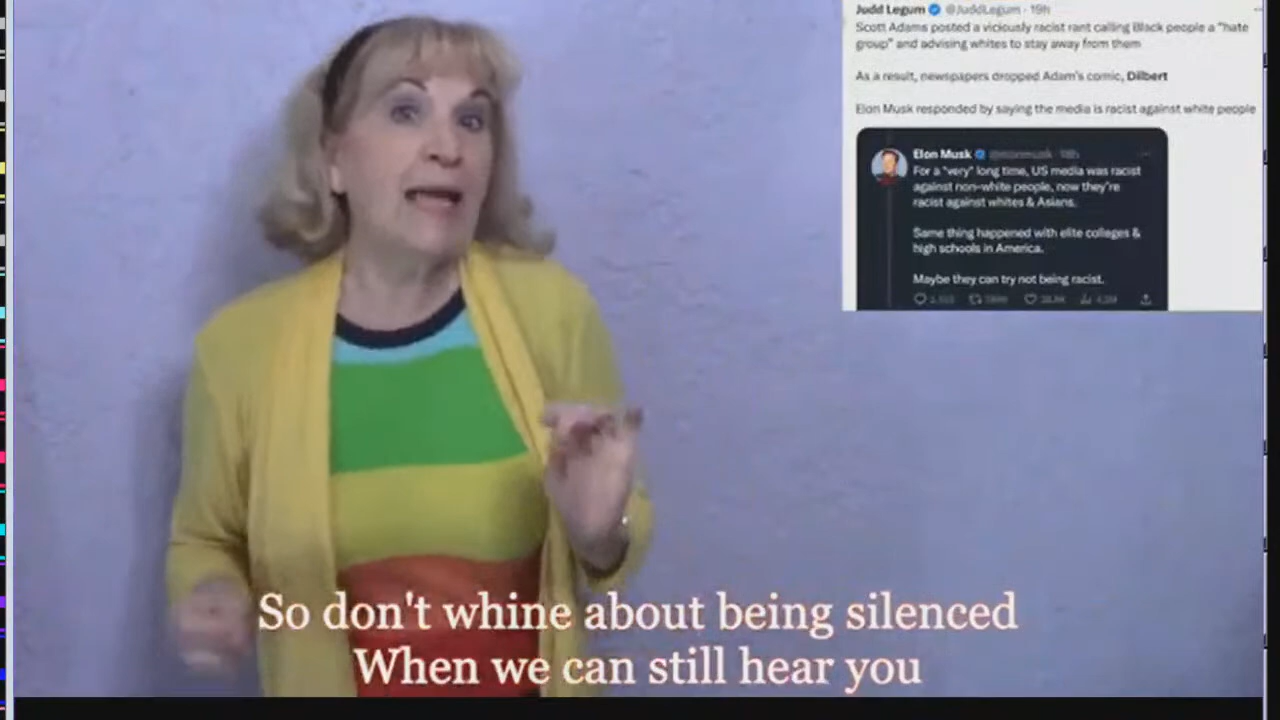 Judd Legum @JuddLegum · 19h
Scott Adams posted a viciously racist rant calling Black people a "hate
group" and advising whites to stay away from them
As a result, newspapers dropped Adam's comic, Dilbert
Elon Musk responded by saying the media is racist against white people
Elon Musk
For a *very* long time, US media was racist
against non-white people, now they're
racist against whites & Asians.
Same thing happened with elite colleges &
high schools in America.
Maybe they can try not being racist.
So don't whine about being silenced
When we can still hear you